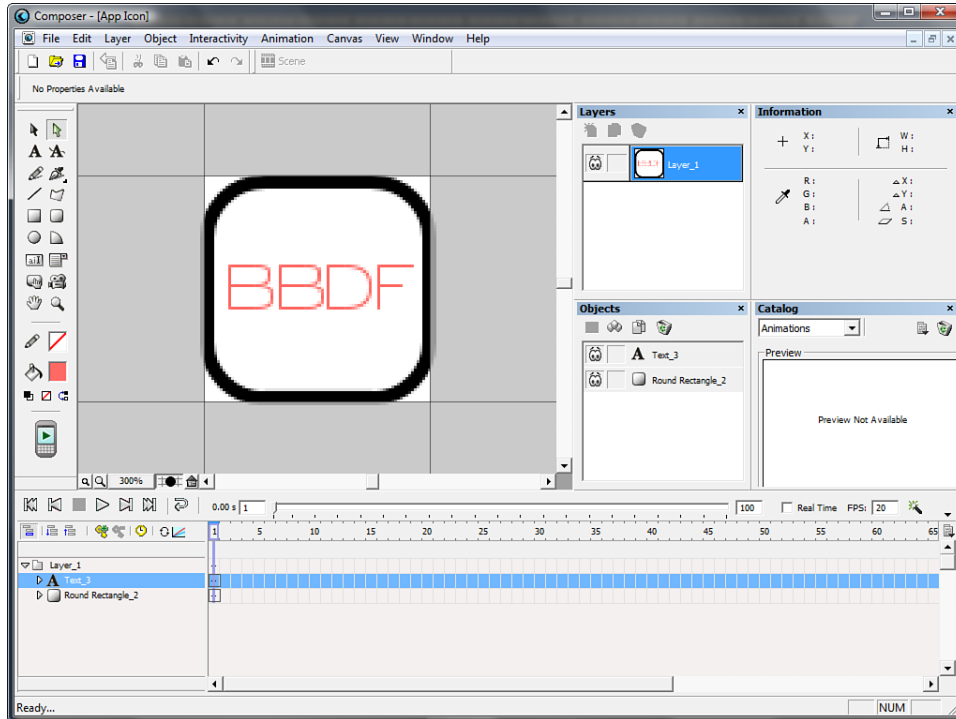 Composer - [App Icon]
File Edit Layer Object Interactivity Animation Canvas View Window Help
Scene
No Properties Available
Layers
Layer_1
Information
X :
Y :
W :
H :
R :
G :
B :
A :
X :
Y :
A :
S :
BBDF
Objects
Text_3
Round Rectangle_2
Catalog
Animations
Preview
Preview Not Available
300%
0.00 s 1
100
Real Time FPS: 20
1 5 10 15 20 25 30 35 40 45 50 55 60 65
Layer_1
Text_3
Round Rectangle_2
Ready...
NUM